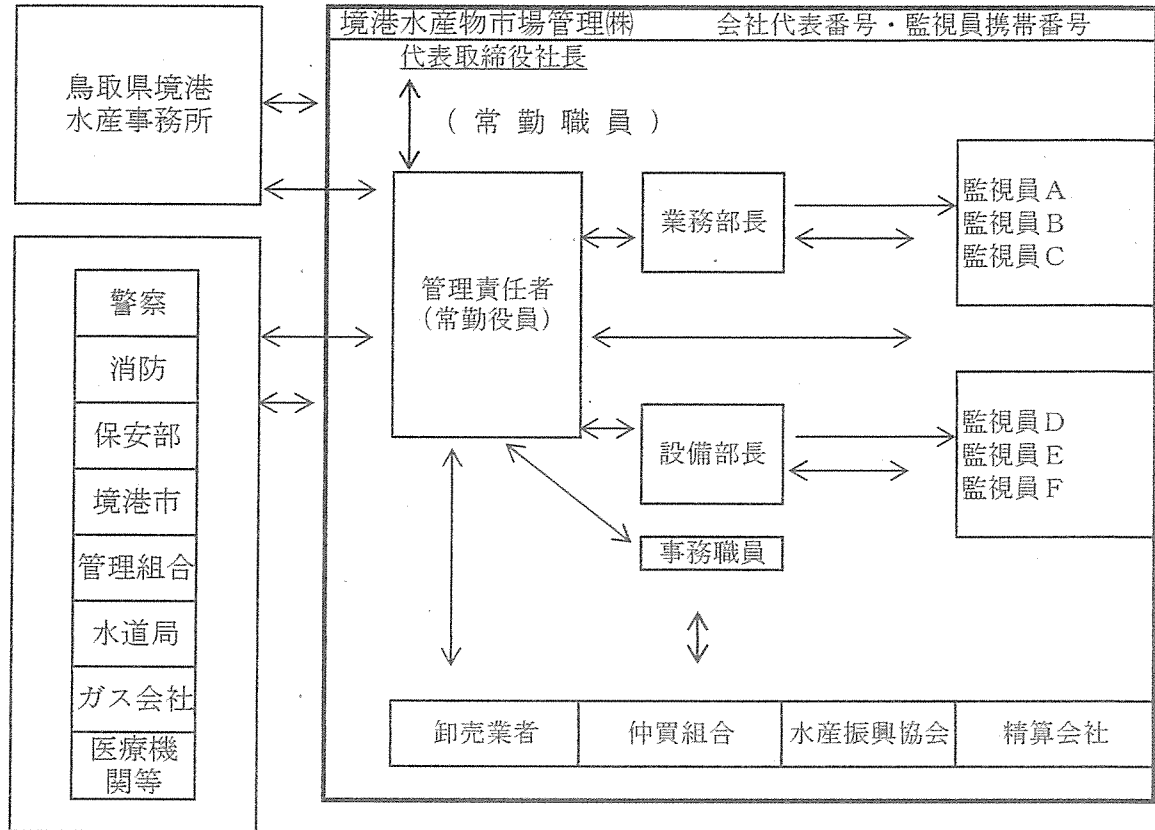 境港水産物市場管理㈱　会社代表番号・監視員携帯番号
代表取締役社長
(常勤職員)
鳥取県境港
水産事務所
管理責任者
(常勤役員)
業務部長
監視員A
監視員B
監視員C
設備部長
監視員D
監視員E
監視員F
事務職員
警察
消防
保安部
境港市
管理組合
水道局
ガス会社
医療機
関等
卸売業者
仲買組合
水産振興協会
精算会社